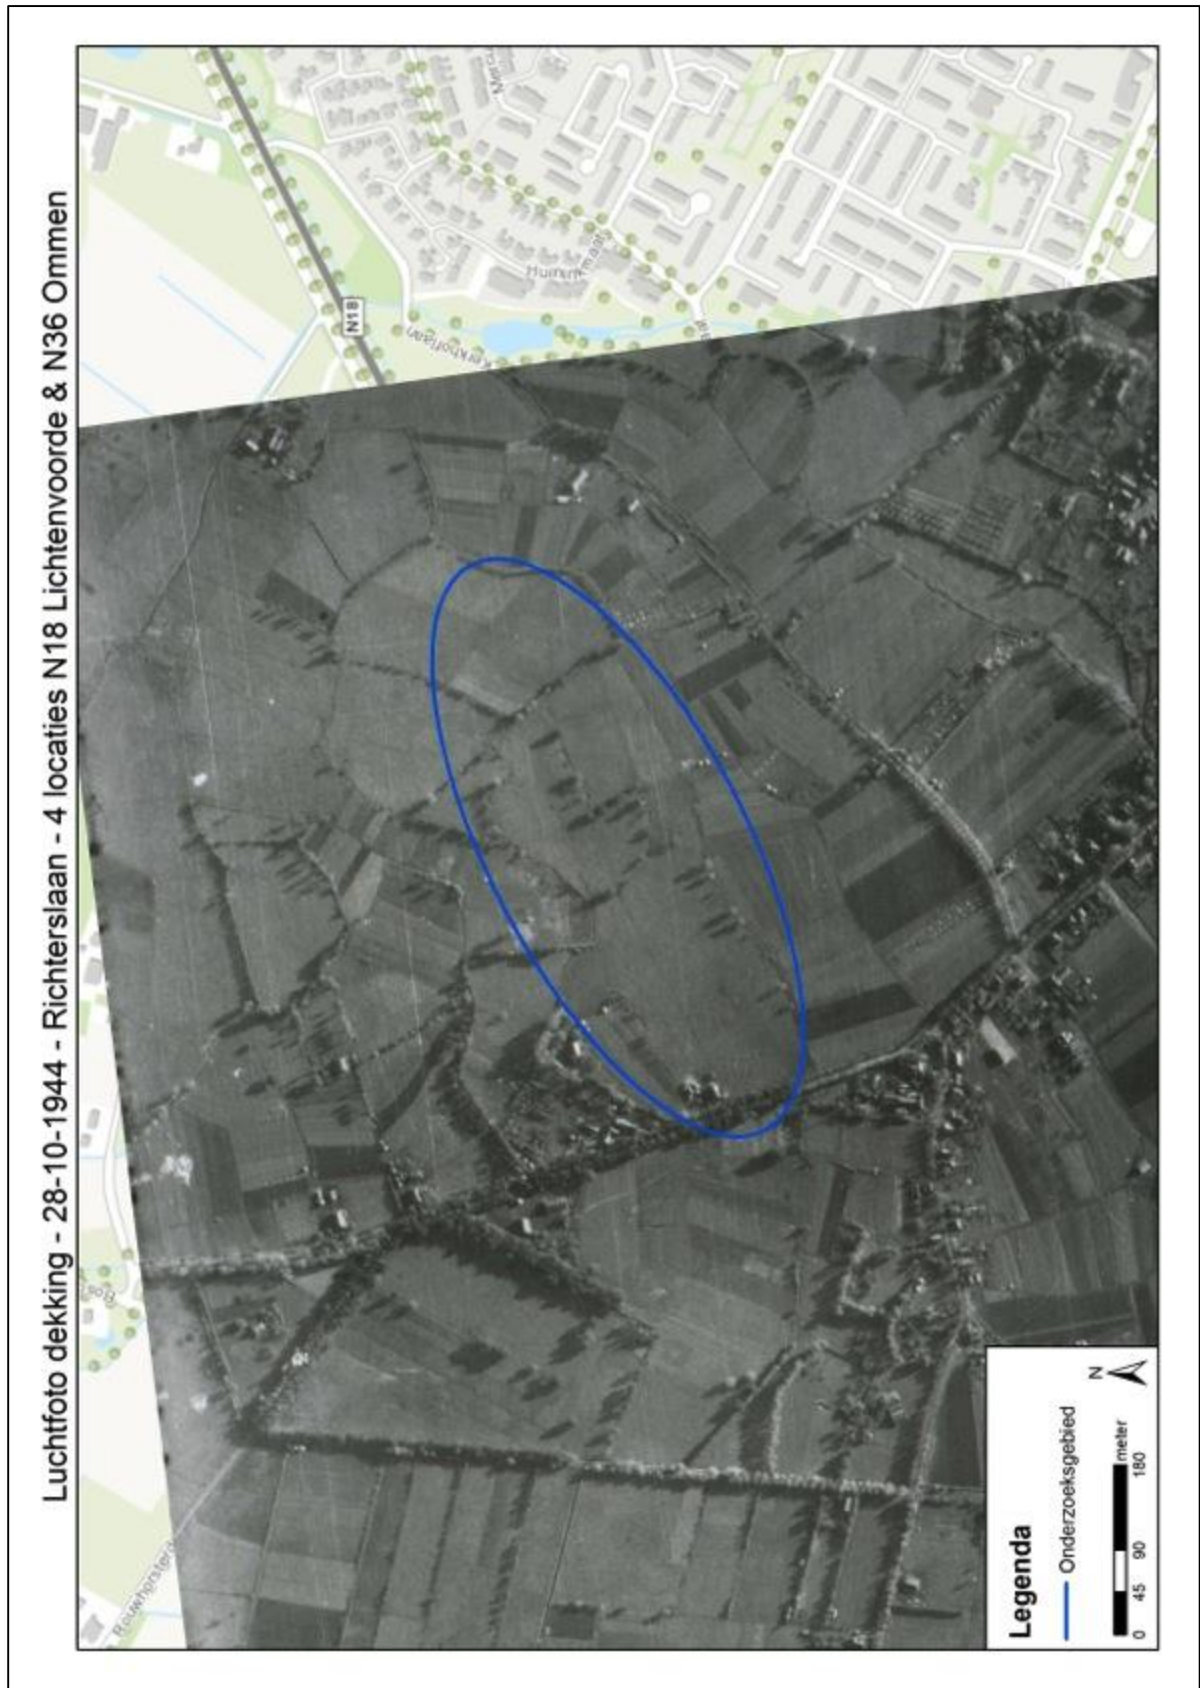 Luchtfoto dekking - 28-10-1944 - Richterslaan - 4 locaties N18 Lichtenvoorde & N36 Ommen
N18
Kerkhoflaan
Legenda
Onderzoeksgebied
0 45 90 180
meter
N